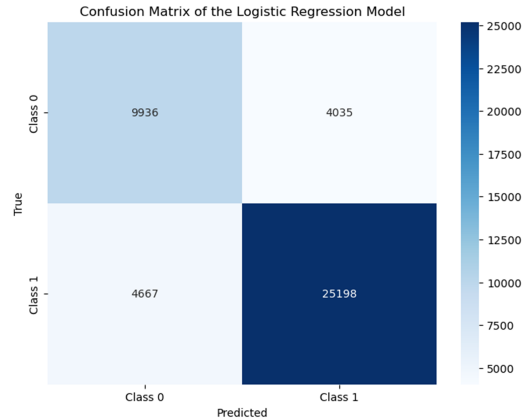 Confusion Matrix of the Logistic Regression Model
Class 0
9936
4035
True
Class 1
4667
25198
Class 0
Class 1
Predicted
25000
22500
20000
17500
15000
12500
10000
7500
5000